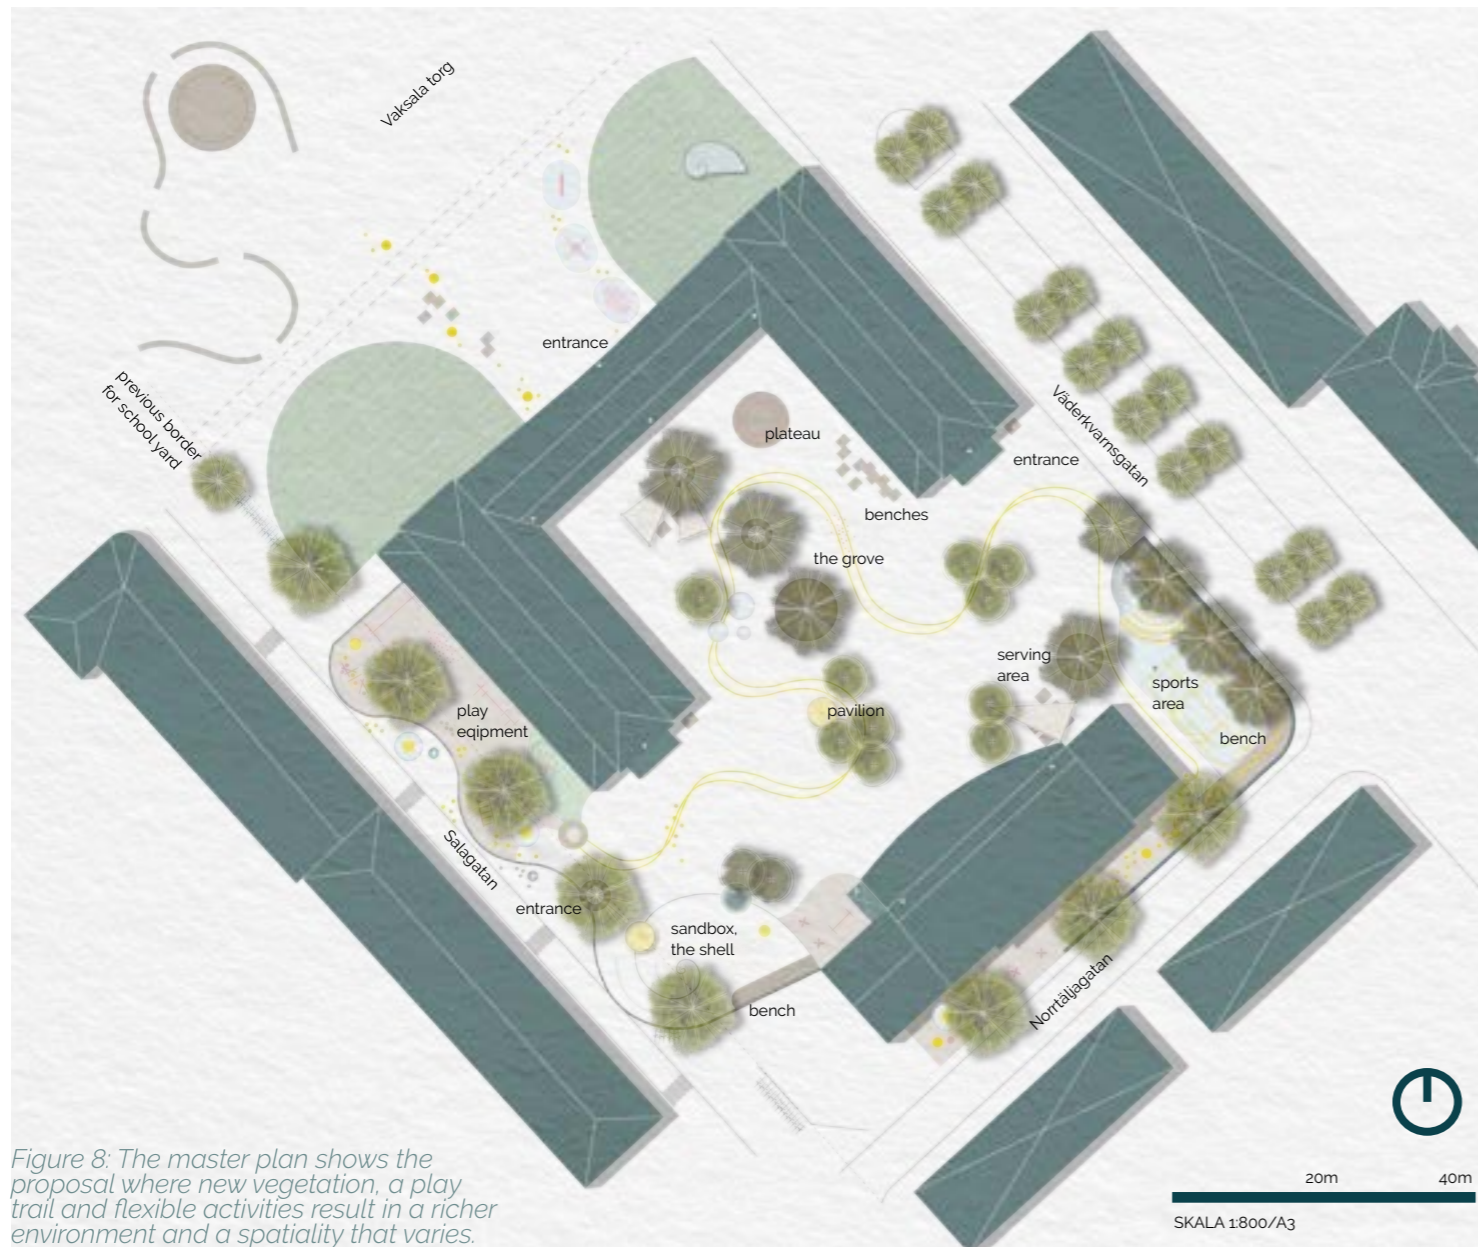 Vaksala torg
previous border
for school yard
entrance
plateau
Väderkvarnsgatan
entrance
benches
the grove
serving
area
sports
area
bench
play
eqipment
pavilion
Salagatan
entrance
sandbox,
the shell
bench
Norrtäljagatan
20m 40m
SKALA 1:800/A3
Figure 8: The master plan shows the
proposal where new vegetation, a play
trail and flexible activities result in a richer
environment and a spatiality that varies.